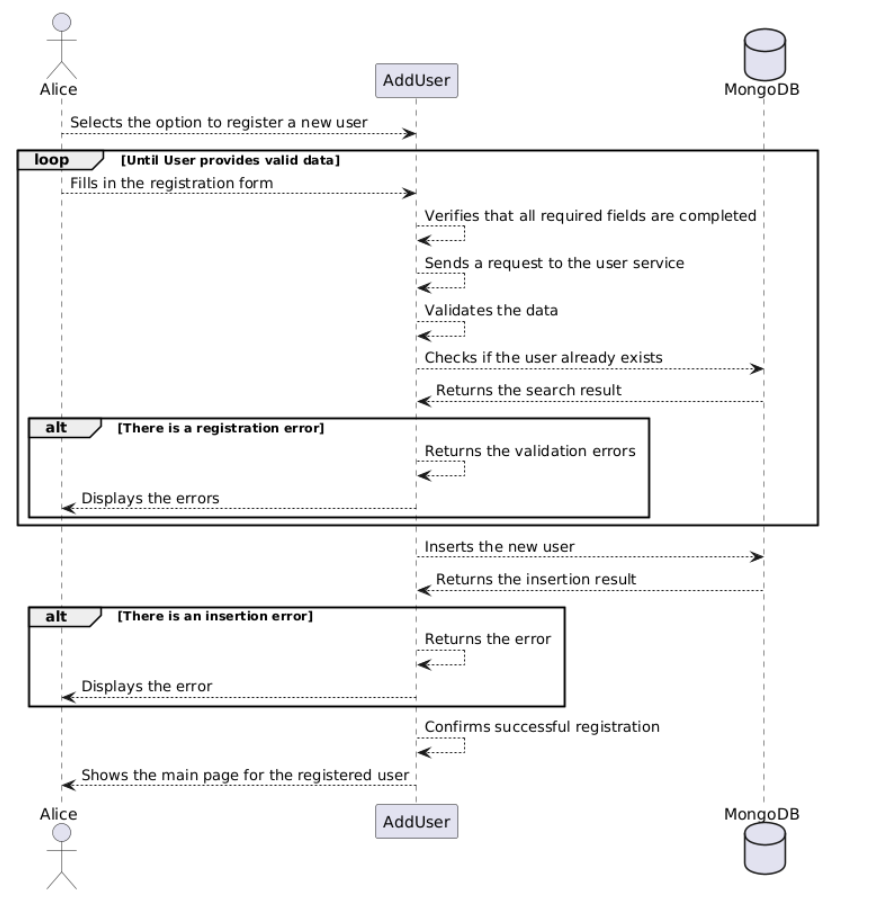 Alice
AddUser
MongoDB
Selects the option to register a new user
loop [Until User provides valid data]
Fills in the registration form
Verifies that all required fields are completed
Sends a request to the user service
Validates the data
Checks if the user already exists
Returns the search result
alt [There is a registration error]
Returns the validation errors
Displays the errors
Inserts the new user
Returns the insertion result
alt [There is an insertion error]
Returns the error
Displays the error
Confirms successful registration
Shows the main page for the registered user
Alice
AddUser
MongoDB